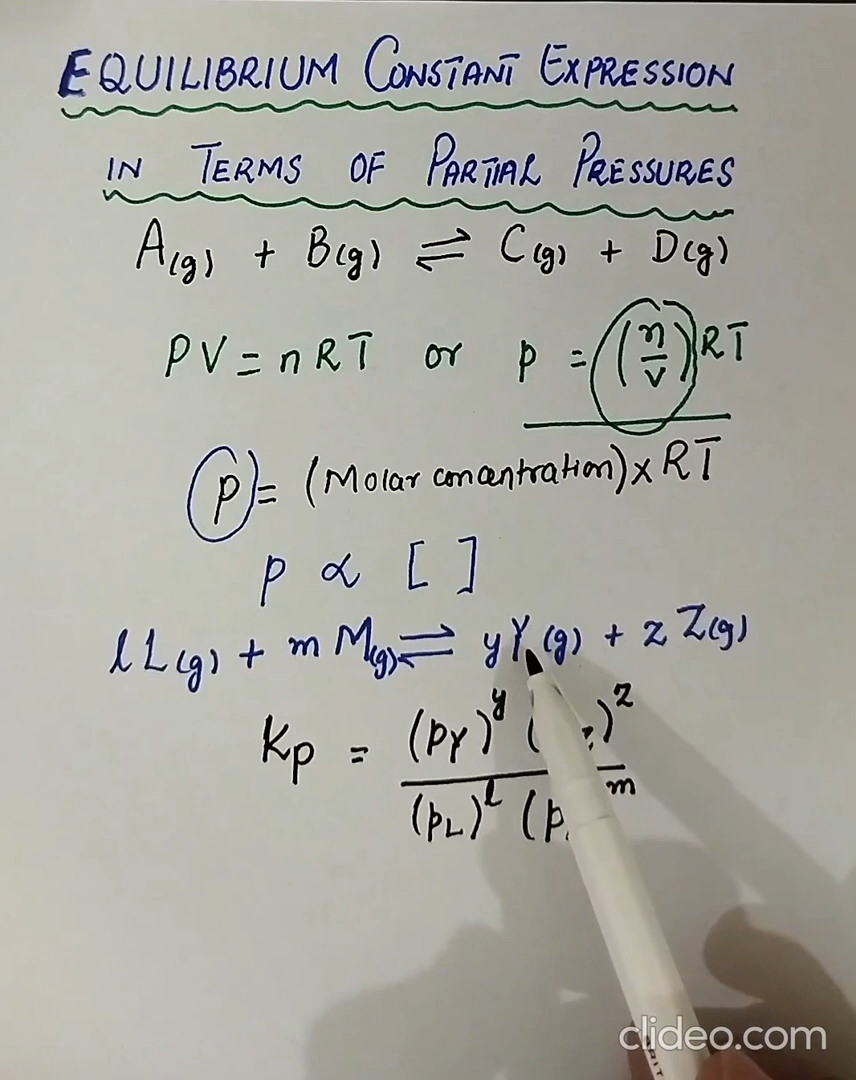 EQUILIBRIUM CONSTANT EXPRESSION
IN TERMS OF PARTIAL PRESSURES
A(g) + B(g) ⇌ C(g) + D(g)
PV = nRT or p = (n/v) RT
p = (Molar concentration) x RT
p ∝ [ ]
l L(g) + m M(g) ⇌ y Y(g) + z Z(g)
Kp = (pY)^y ( )^z / (pL)^l (p ^m
clideo.com